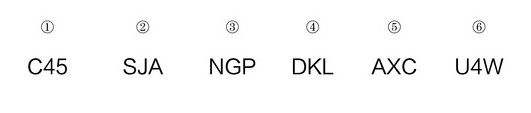 ① ② ③ ④ ⑤ ⑥
C45 SJA NGP DKL AXC U4W